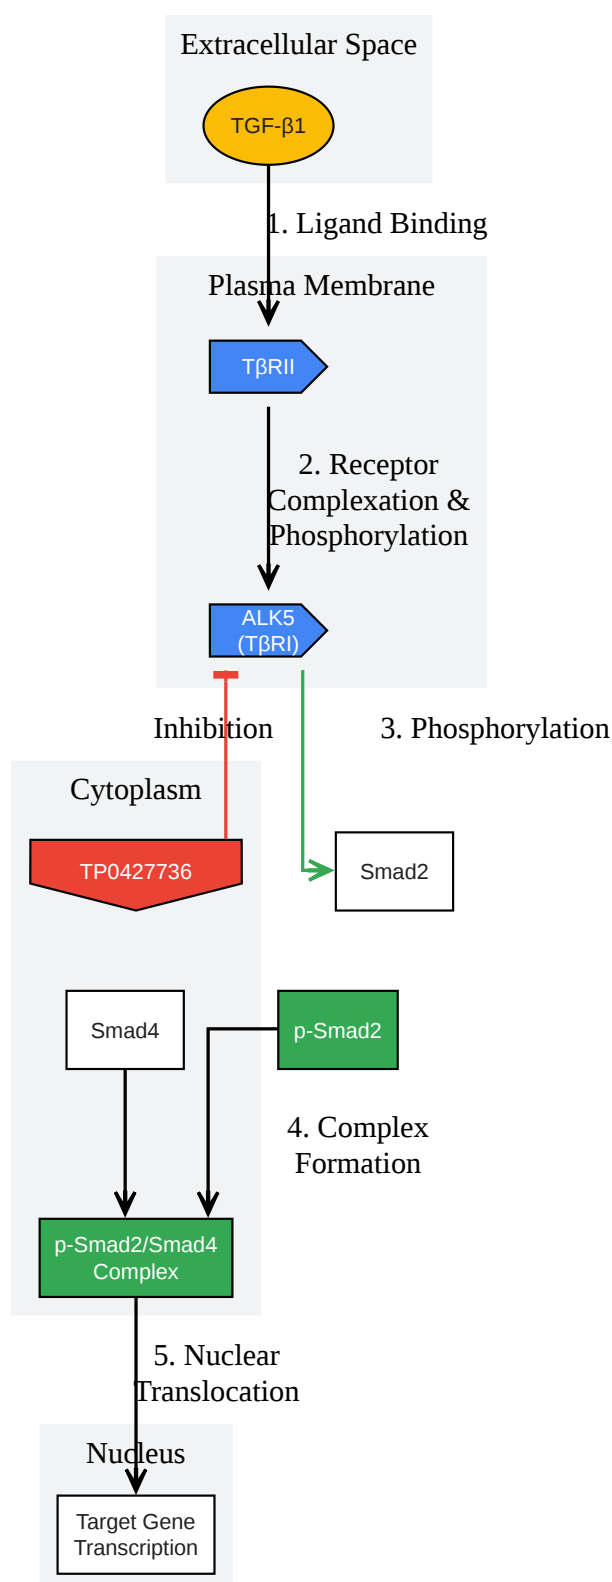 Extracellular Space
TGF-β1
1. Ligand Binding
Plasma Membrane
TβRII
2. Receptor
Complexation &
Phosphorylation
ALK5
(TβRI)
Inhibition
3. Phosphorylation
Cytoplasm
TP0427736
Smad2
Smad4
p-Smad2
4. Complex
Formation
p-Smad2/Smad4
Complex
5. Nuclear
Translocation
Nucleus
Target Gene
Transcription